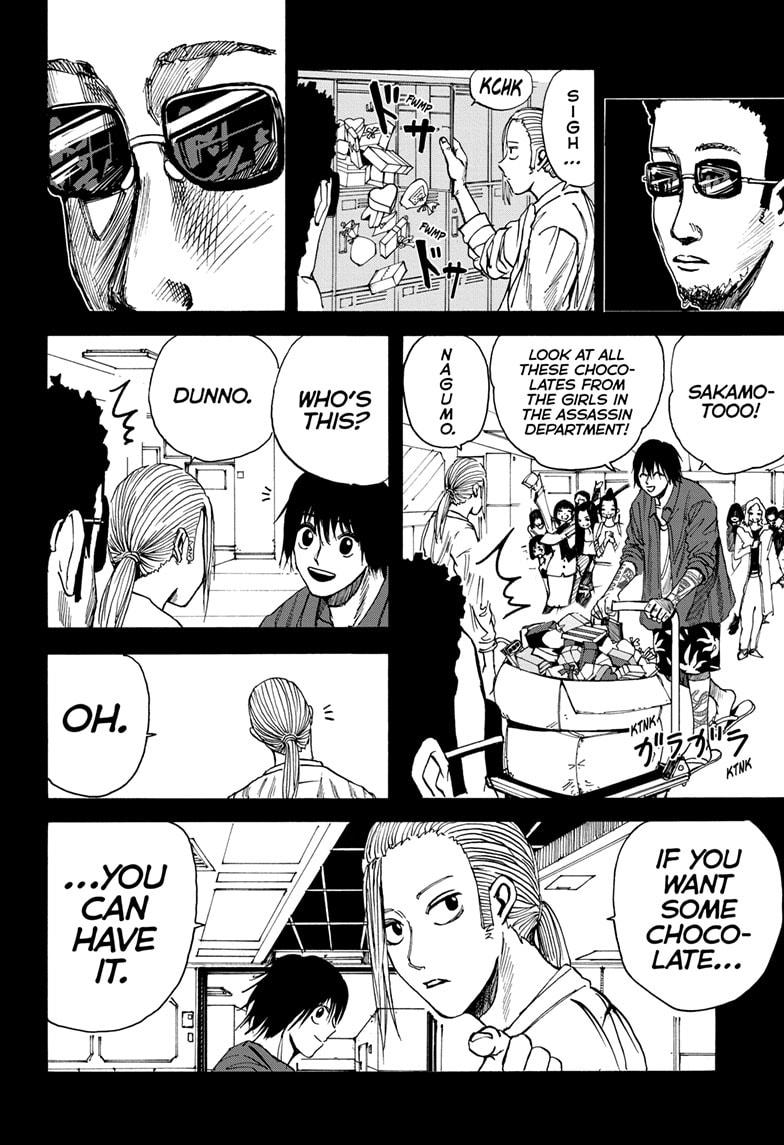 SIGH
...
KCHK
FWMP
FWMP
ドサ
ドサ
SAKAMO-
TOOO!
LOOK AT ALL
THESE CHOCO-
LATES FROM
THE GIRLS IN
THE ASSASSIN
DEPARTMENT!
NAGUMO.
KTNK
ガラガラ
KTNK
WHO'S
THIS?
DUNNO.
OH.
IF YOU
WANT
SOME
CHOCO-
LATE...
...YOU
CAN
HAVE
IT.